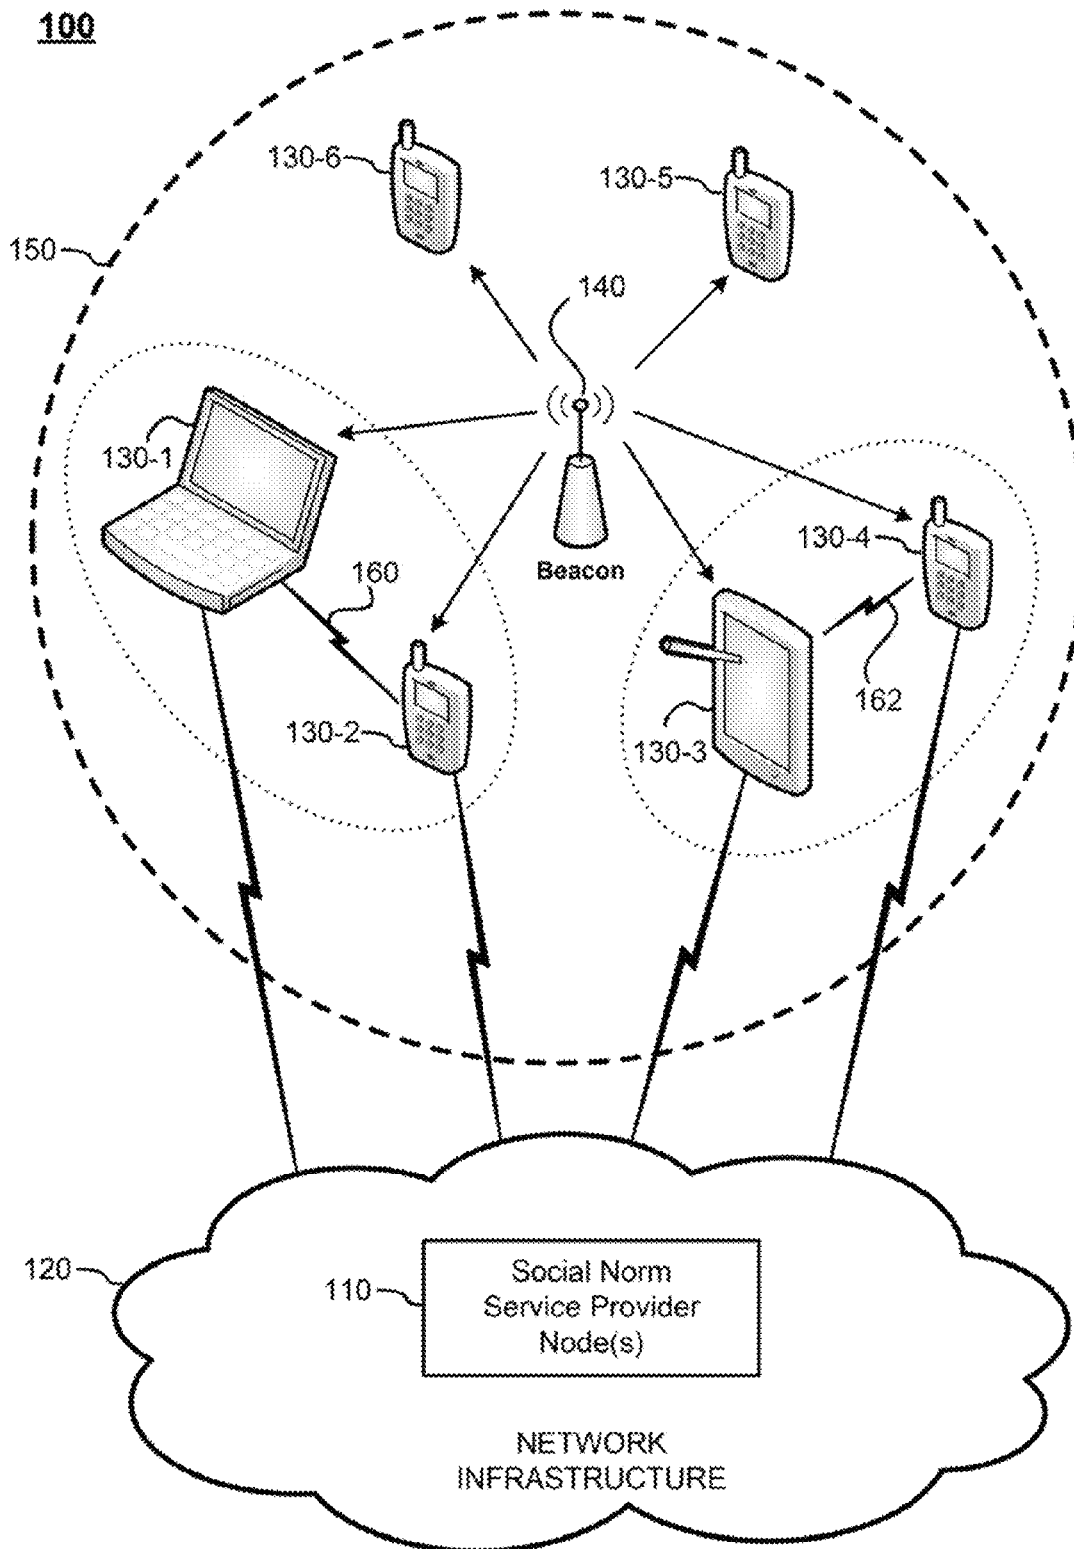 100
130-6
130-5
150
140
130-1
130-4
Beacon
160
162
130-2
130-3
120
110
Social Norm
Service Provider
Node(s)
NETWORK
INFRASTRUCTURE